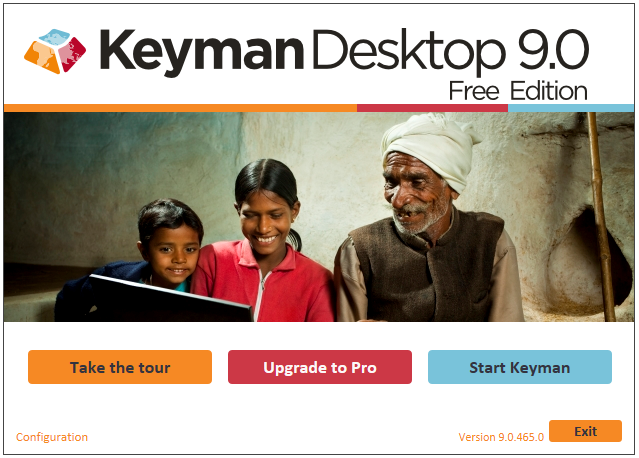 Keyman Desktop 9.0
Free Edition
Take the tour
Upgrade to Pro
Start Keyman
Configuration
Version 9.0.465.0
Exit